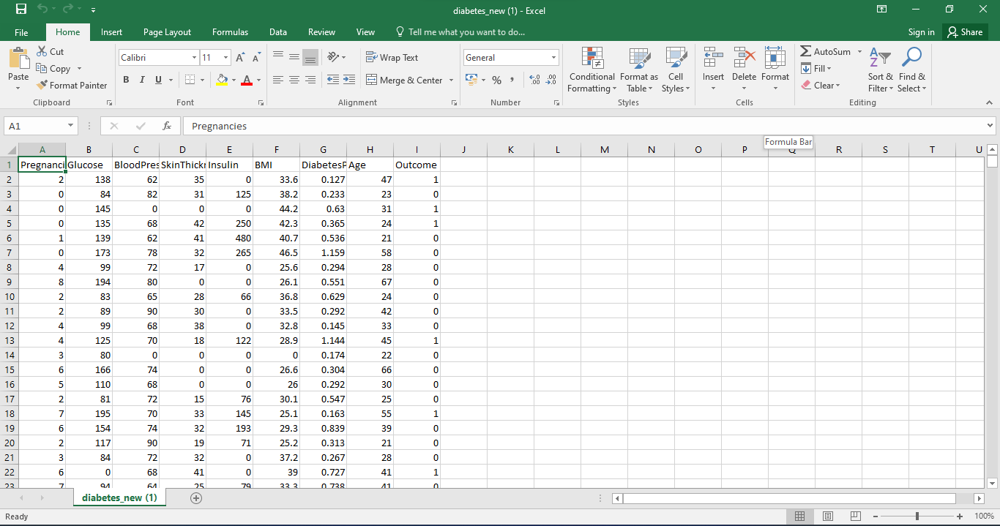 diabetes_new (1) - Excel
File Home Insert Page Layout Formulas Data Review View Tell me what you want to do... Sign in Share
Paste Cut Copy Format Painter Clipboard
Calibri 11 A A B I U A Font
Wrap Text Merge & Center Alignment
General % , .0 .00 .00 .0 Number
Conditional Formatting Format as Table Cell Styles Styles
Insert Delete Format Cells
AutoSum Fill Clear Sort & Filter Find & Select Editing
A1 fx Pregnancies
Formula Bar
A B C D E F G H I J K L M N O P Q R S T U
1 Pregnanci Glucose BloodPres SkinThickn Insulin BMI DiabetesP Age Outcome
2 2 138 62 35 0 33.6 0.127 47 1
3 0 84 82 31 125 38.2 0.233 23 0
4 0 145 0 0 0 44.2 0.63 31 1
5 0 135 68 42 250 42.3 0.365 24 1
6 1 139 62 41 480 40.7 0.536 21 0
7 0 173 78 32 265 46.5 1.159 58 0
8 4 99 72 17 0 25.6 0.294 28 0
9 8 194 80 0 0 26.1 0.551 67 0
10 2 83 65 28 66 36.8 0.629 24 0
11 2 89 90 30 0 33.5 0.292 42 0
12 4 99 68 38 0 32.8 0.145 33 0
13 4 125 70 18 122 28.9 1.144 45 1
14 3 80 0 0 0 0 0.174 22 0
15 6 166 74 0 0 26.6 0.304 66 0
16 5 110 68 0 0 26 0.292 30 0
17 2 81 72 15 76 30.1 0.547 25 0
18 7 195 70 33 145 25.1 0.163 55 1
19 6 154 74 32 193 29.3 0.839 39 0
20 2 117 90 19 71 25.2 0.313 21 0
21 3 84 72 32 0 37.2 0.267 28 0
22 6 0 68 41 0 39 0.727 41 1
23 7 94 64 25 79 33.3 0.738 41 0
diabetes_new (1)
Ready 100%